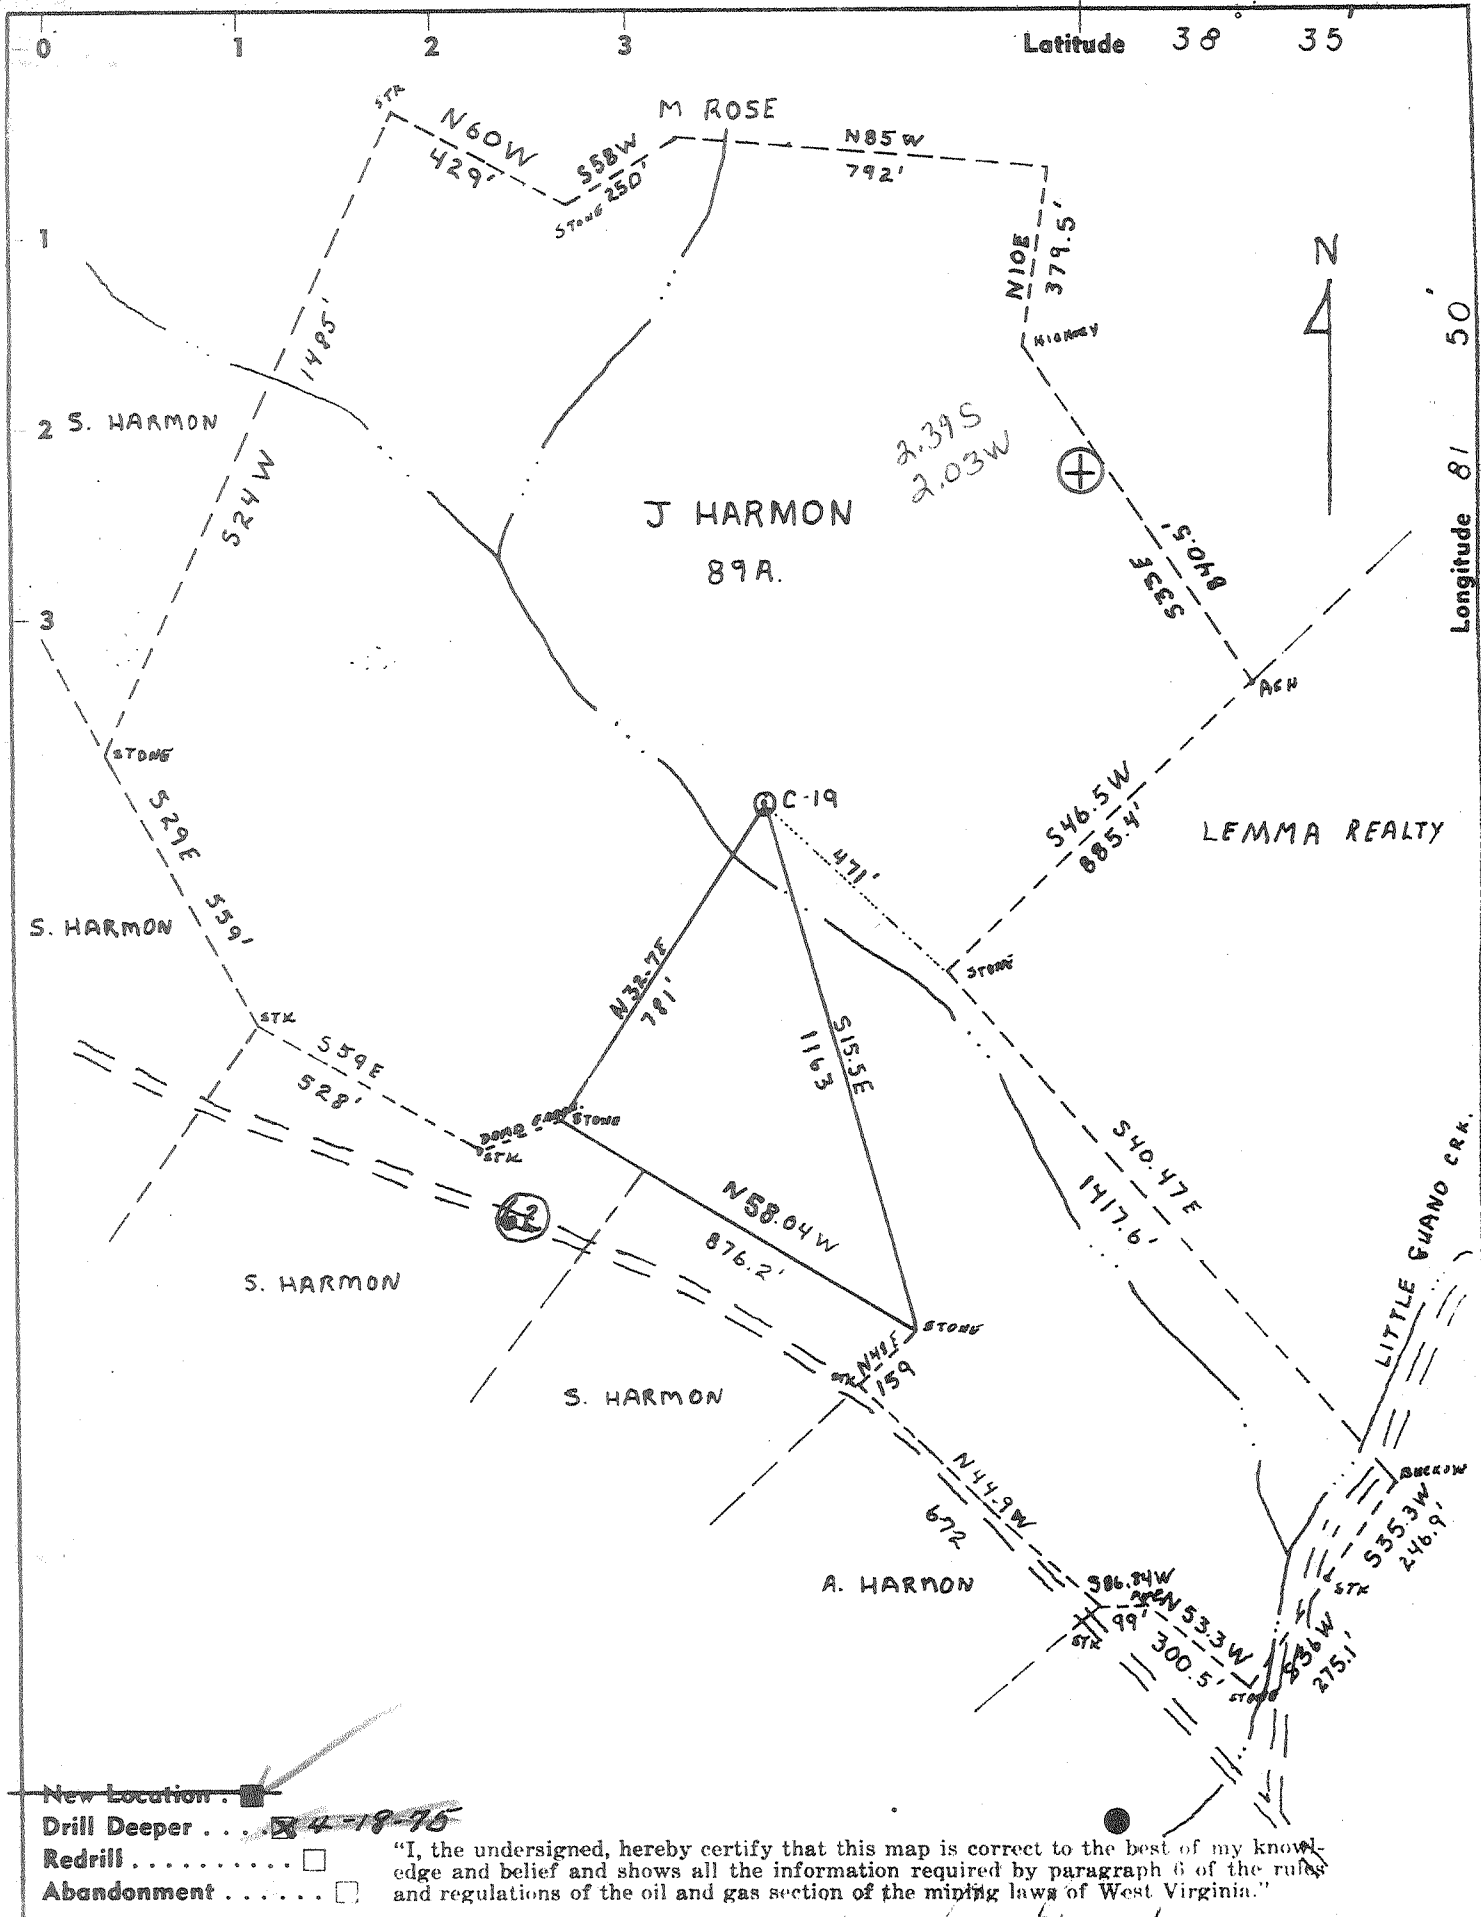 0 1 2 3 Latitude 38° 35'
STK
M ROSE
N60W
429'
S58W
250'
STONE
N85W
792'
1
N10E
379.5'
N
HICKORY
Longitude 81 50'
1485'
S24W
2
S. HARMON
2.39S
2.03W
J HARMON
89A.
S35E
840.5'
3
ASH
STONE
C-19
S46.5W
885.4'
LEMMA REALTY
S29E 559'
471'
S. HARMON
STONE
N32.7E
781'
S15.5E
1163
STK
S59E
528'
STONE
STK
S40.47E
1417.6'
LITTLE GUANO CRK.
N58.04W
876.2'
S. HARMON
STONE
N48E
159
STK
S. HARMON
N44.9W
672
S35.3W
246.9'
STK
A. HARMON
S86.84W
99'
STK
N53.3W
300.5'
STONE
S36W
275.1'
New Location .
Drill Deeper . . . . 4-18-75
Redrill . . . . . . . . . .
Abandonment . . . . . .
"I, the undersigned, hereby certify that this map is correct to the best of my knowl-
edge and belief and shows all the information required by paragraph 6 of the rules
and regulations of the oil and gas section of the mining laws of West Virginia."